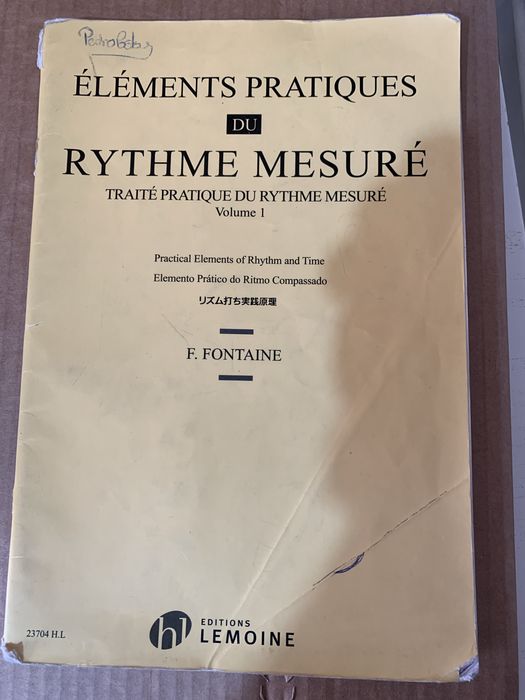 ÉLÉMENTS PRATIQUES
DU
RYTHME MESURÉ
TRAITÉ PRATIQUE DU RYTHME MESURÉ
Volume 1
Practical Elements of Rhythm and Time
Elemento Prático do Ritmo Compassado
リズム打ち実践原理
F. FONTAINE
23704 H.L
hl EDITIONS
LEMOINE